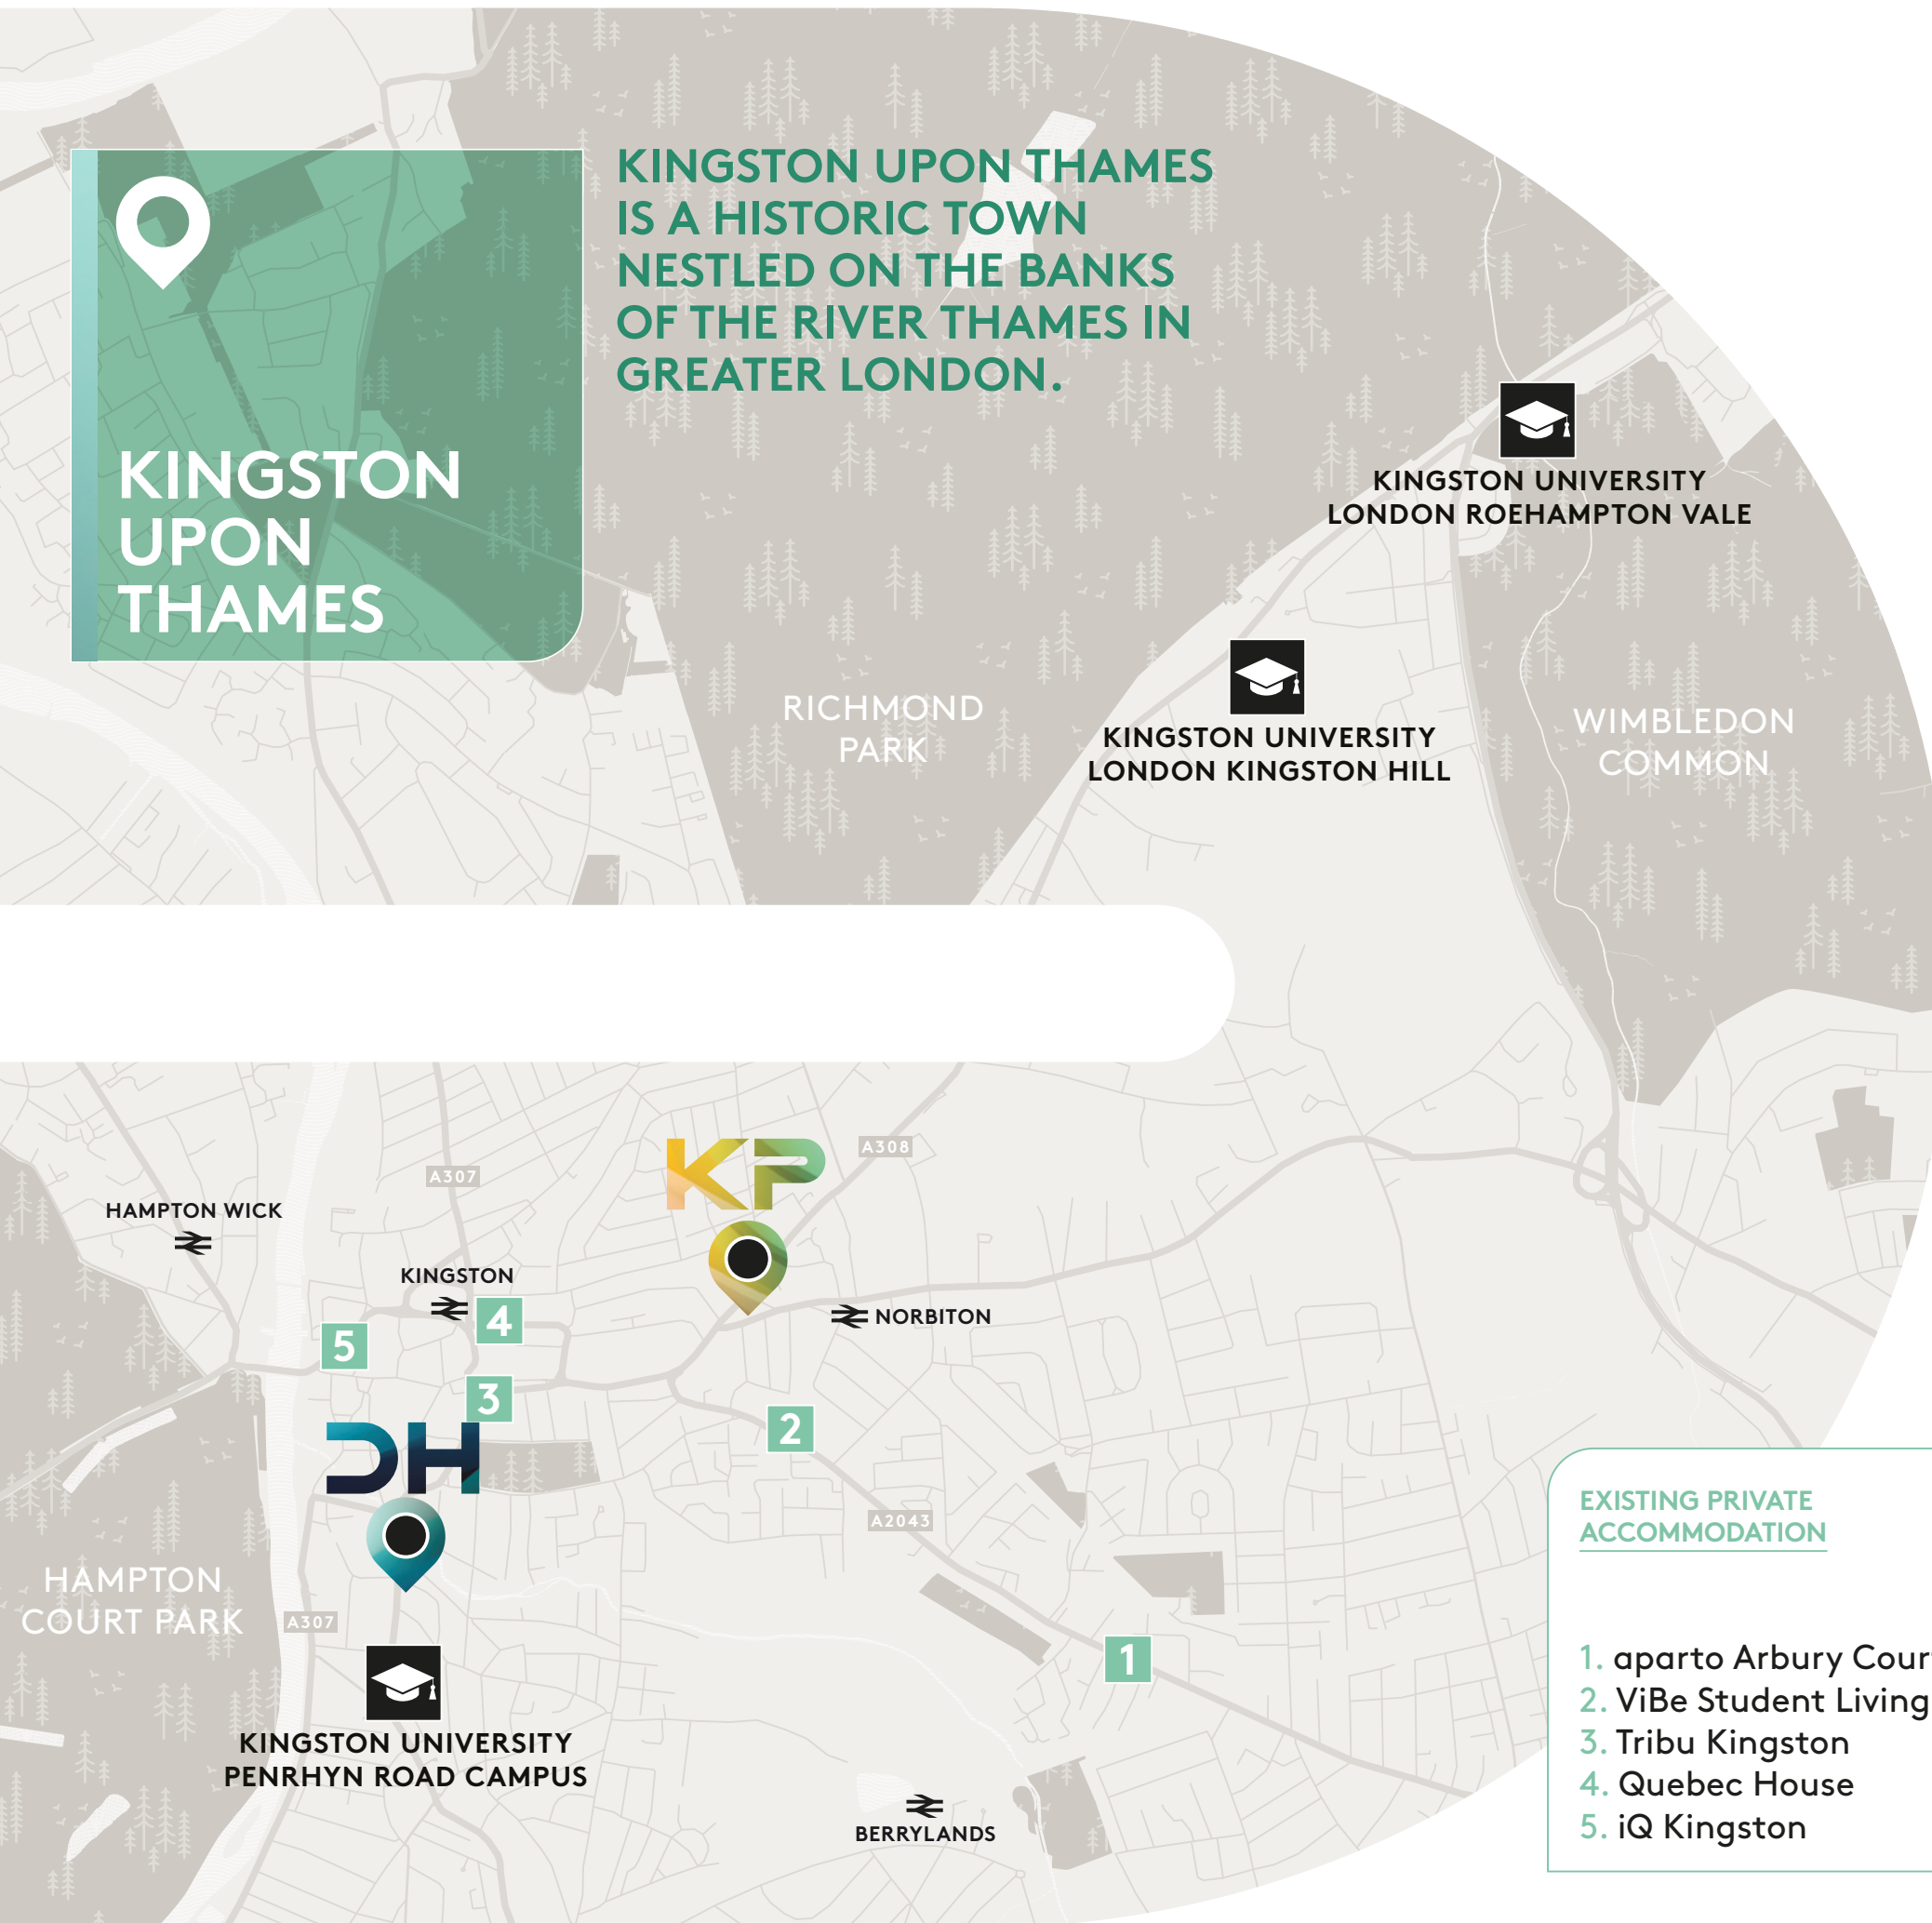 KINGSTON UPON THAMES
IS A HISTORIC TOWN
NESTLED ON THE BANKS
OF THE RIVER THAMES IN
GREATER LONDON.
KINGSTON
UPON
THAMES
KINGSTON UNIVERSITY
LONDON ROEHAMPTON VALE
RICHMOND
PARK
KINGSTON UNIVERSITY
LONDON KINGSTON HILL
WIMBLEDON
COMMON
KP
A308
A307
HAMPTON WICK
KINGSTON
4
NORBITON
5
3
2
DH
A2043
HAMPTON
COURT PARK
A307
1
KINGSTON UNIVERSITY
PENRHYN ROAD CAMPUS
BERRYLANDS
EXISTING PRIVATE
ACCOMMODATION
1. aparto Arbury Cour
2. ViBe Student Living
3. Tribu Kingston
4. Quebec House
5. iQ Kingston